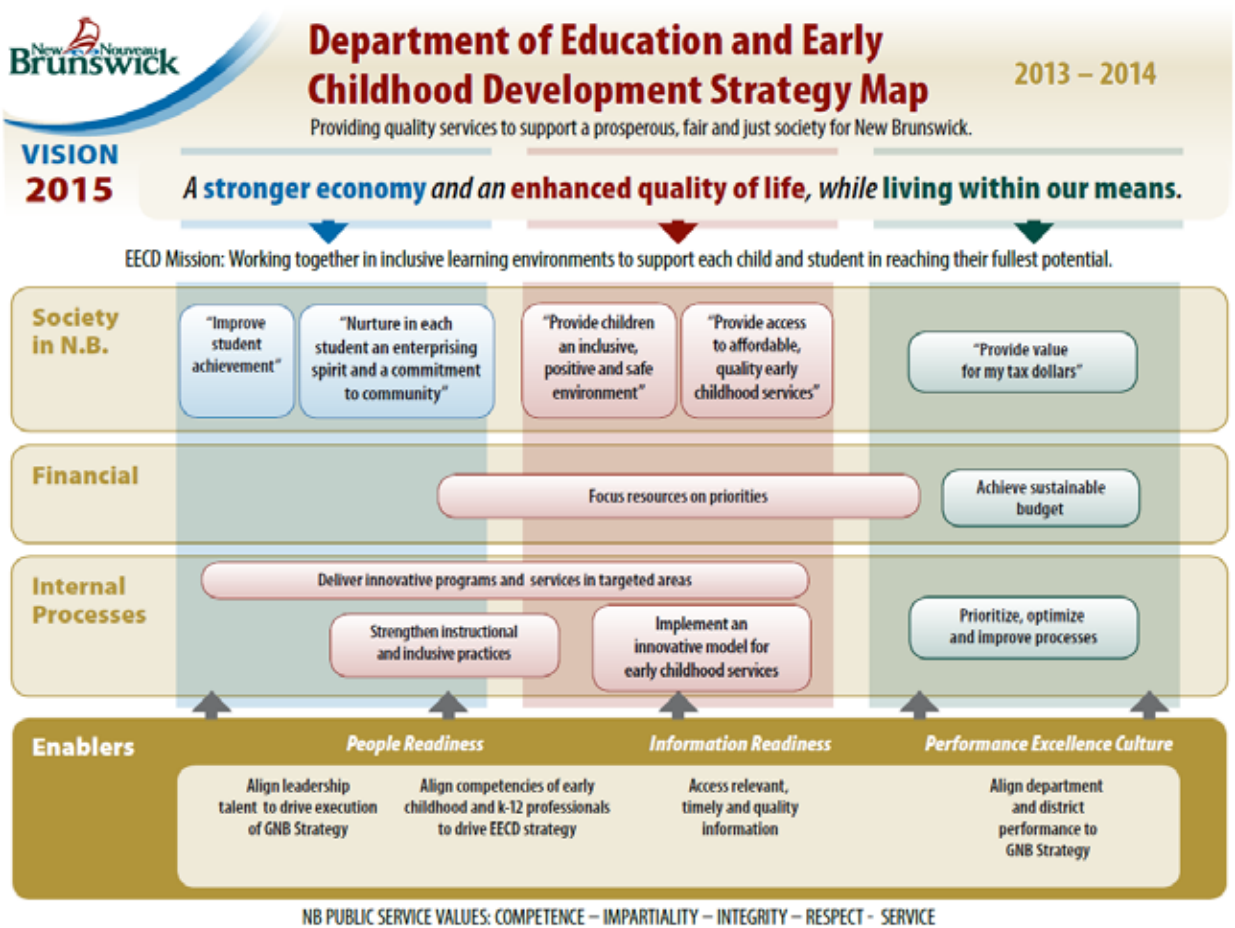 New Nouveau
Brunswick
Department of Education and Early
Childhood Development Strategy Map
2013 – 2014
Providing quality services to support a prosperous, fair and just society for New Brunswick.
VISION
2015
A stronger economy and an enhanced quality of life, while living within our means.
EECD Mission: Working together in inclusive learning environments to support each child and student in reaching their fullest potential.
Society
in N.B.
"Improve
student
achievement"
"Nurture in each
student an enterprising
spirit and a commitment
to community"
"Provide children
an inclusive,
positive and safe
environment"
"Provide access
to affordable,
quality early
childhood services"
"Provide value
for my tax dollars"
Financial
Focus resources on priorities
Achieve sustainable
budget
Internal
Processes
Deliver innovative programs and services in targeted areas
Strengthen instructional
and inclusive practices
Implement an
innovative model for
early childhood services
Prioritize, optimize
and improve processes
Enablers
People Readiness
Information Readiness
Performance Excellence Culture
Align leadership
talent to drive execution
of GNB Strategy
Align competencies of early
childhood and k-12 professionals
to drive EECD strategy
Access relevant,
timely and quality
information
Align department
and district
performance to
GNB Strategy
NB PUBLIC SERVICE VALUES: COMPETENCE – IMPARTIALITY – INTEGRITY – RESPECT - SERVICE